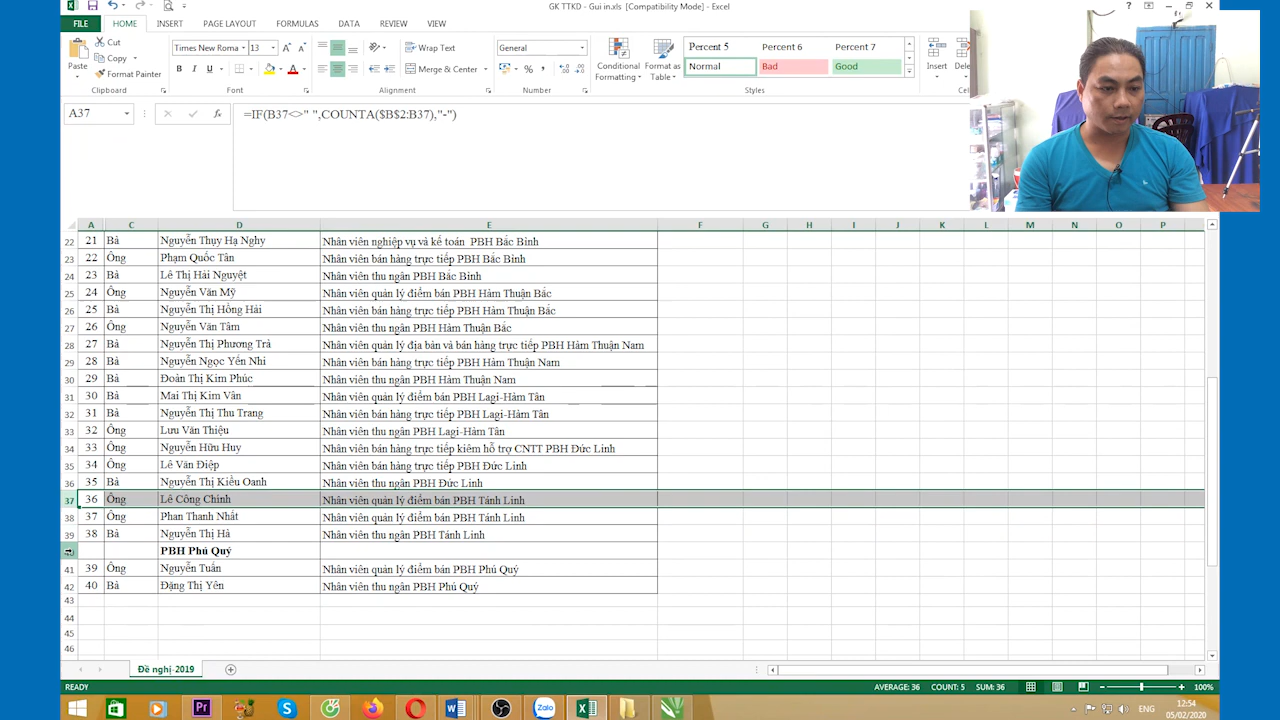 GK TTKD - Gui in.xls [Compatibility Mode] - Excel
FILE HOME INSERT PAGE LAYOUT FORMULAS DATA REVIEW VIEW
Cut
Copy
Format Painter
Paste
Clipboard
Times New Roma 13
B I U
Font
Wrap Text
Merge & Center
Alignment
General
% ,
Number
Conditional Formatting
Format as Table
Percent 5 Percent 6 Percent 7
Normal Bad Good
Styles
Insert
A37 =IF(B37<>" ",COUNTA($B$2:B37),"-")
A C D E F G H I J K L M N O P
22 21 Bà Nguyễn Thụy Hạ Nghy Nhân viên nghiệp vụ và kế toán PBH Bắc Bình
23 22 Ông Phạm Quốc Tân Nhân viên bán hàng trực tiếp PBH Bắc Bình
24 23 Bà Lê Thị Hải Nguyệt Nhân viên thu ngân PBH Bắc Bình
25 24 Ông Nguyễn Văn Mỹ Nhân viên quản lý điểm bán PBH Hàm Thuận Bắc
26 25 Bà Nguyễn Thị Hồng Hải Nhân viên bán hàng trực tiếp PBH Hàm Thuận Bắc
27 26 Ông Nguyễn Văn Tâm Nhân viên thu ngân PBH Hàm Thuận Bắc
28 27 Bà Nguyễn Thị Phương Trà Nhân viên quản lý địa bàn và bán hàng trực tiếp PBH Hàm Thuận Nam
29 28 Bà Nguyễn Ngọc Yến Nhi Nhân viên bán hàng trực tiếp PBH Hàm Thuận Nam
30 29 Bà Đoàn Thị Kim Phúc Nhân viên thu ngân PBH Hàm Thuận Nam
31 30 Bà Mai Thị Kim Vân Nhân viên quản lý điểm bán PBH Lagi-Hàm Tân
32 31 Bà Nguyễn Thị Thu Trang Nhân viên bán hàng trực tiếp PBH Lagi-Hàm Tân
33 32 Ông Lưu Văn Thiệu Nhân viên thu ngân PBH Lagi-Hàm Tân
34 33 Ông Nguyễn Hữu Huy Nhân viên bán hàng trực tiếp kiêm hỗ trợ CNTT PBH Đức Linh
35 34 Ông Lê Văn Điệp Nhân viên bán hàng trực tiếp PBH Đức Linh
36 35 Bà Nguyễn Thị Kiều Oanh Nhân viên thu ngân PBH Đức Linh
37 36 Ông Lê Công Chinh Nhân viên quản lý điểm bán PBH Tánh Linh
38 37 Ông Phan Thanh Nhất Nhân viên quản lý điểm bán PBH Tánh Linh
39 38 Bà Nguyễn Thị Hà Nhân viên thu ngân PBH Tánh Linh
PBH Phú Quý
41 39 Ông Nguyễn Tuấn Nhân viên quản lý điểm bán PBH Phú Quý
42 40 Bà Đặng Thị Yên Nhân viên thu ngân PBH Phú Quý
43
44
45
46
Đề nghị 2019
READY AVERAGE: 36 COUNT: 5 SUM: 36 100%
Pr Zalo ENG 12:54
05/02/2020